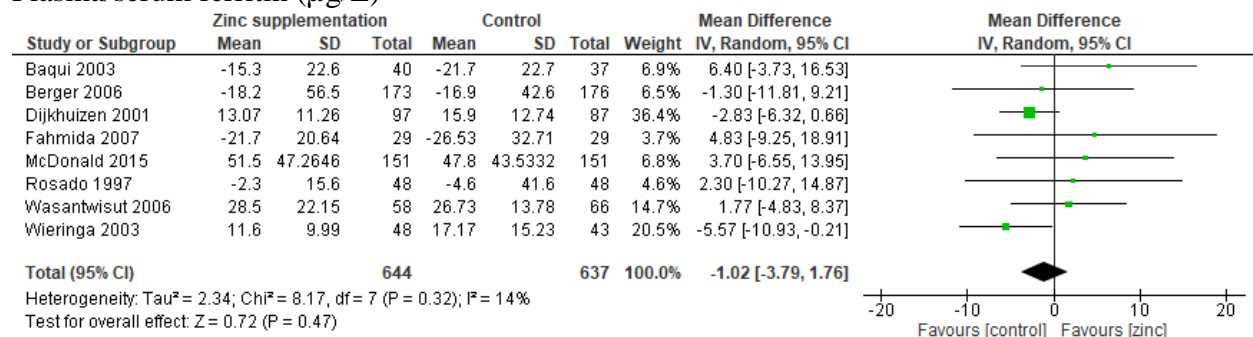 Plasma/serum ferritin (µg/L)
Zinc supplementation Control Mean Difference Mean Difference
Study or Subgroup Mean SD Total Mean SD Total Weight IV, Random, 95% CI IV, Random, 95% CI
Baqui 2003 -15.3 22.6 40 -21.7 22.7 37 6.9% 6.40 [-3.73, 16.53]
Berger 2006 -18.2 56.5 173 -16.9 42.6 176 6.5% -1.30 [-11.81, 9.21]
Dijkhuizen 2001 13.07 11.26 97 15.9 12.74 87 36.4% -2.83 [-6.32, 0.66]
Fahmida 2007 -21.7 20.64 29 -26.53 32.71 29 3.7% 4.83 [-9.25, 18.91]
McDonald 2015 51.5 47.2646 151 47.8 43.5332 151 6.8% 3.70 [-6.55, 13.95]
Rosado 1997 -2.3 15.6 48 -4.6 41.6 48 4.6% 2.30 [-10.27, 14.87]
Wasantwisut 2006 28.5 22.15 58 26.73 13.78 66 14.7% 1.77 [-4.83, 8.37]
Wieringa 2003 11.6 9.99 48 17.17 15.23 43 20.5% -5.57 [-10.93, -0.21]
Total (95% CI) 644 637 100.0% -1.02 [-3.79, 1.76]
Heterogeneity: Tau² = 2.34; Chi² = 8.17, df = 7 (P = 0.32); I² = 14%
Test for overall effect: Z = 0.72 (P = 0.47)
-20 -10 0 10 20
Favours [control] Favours [zinc]